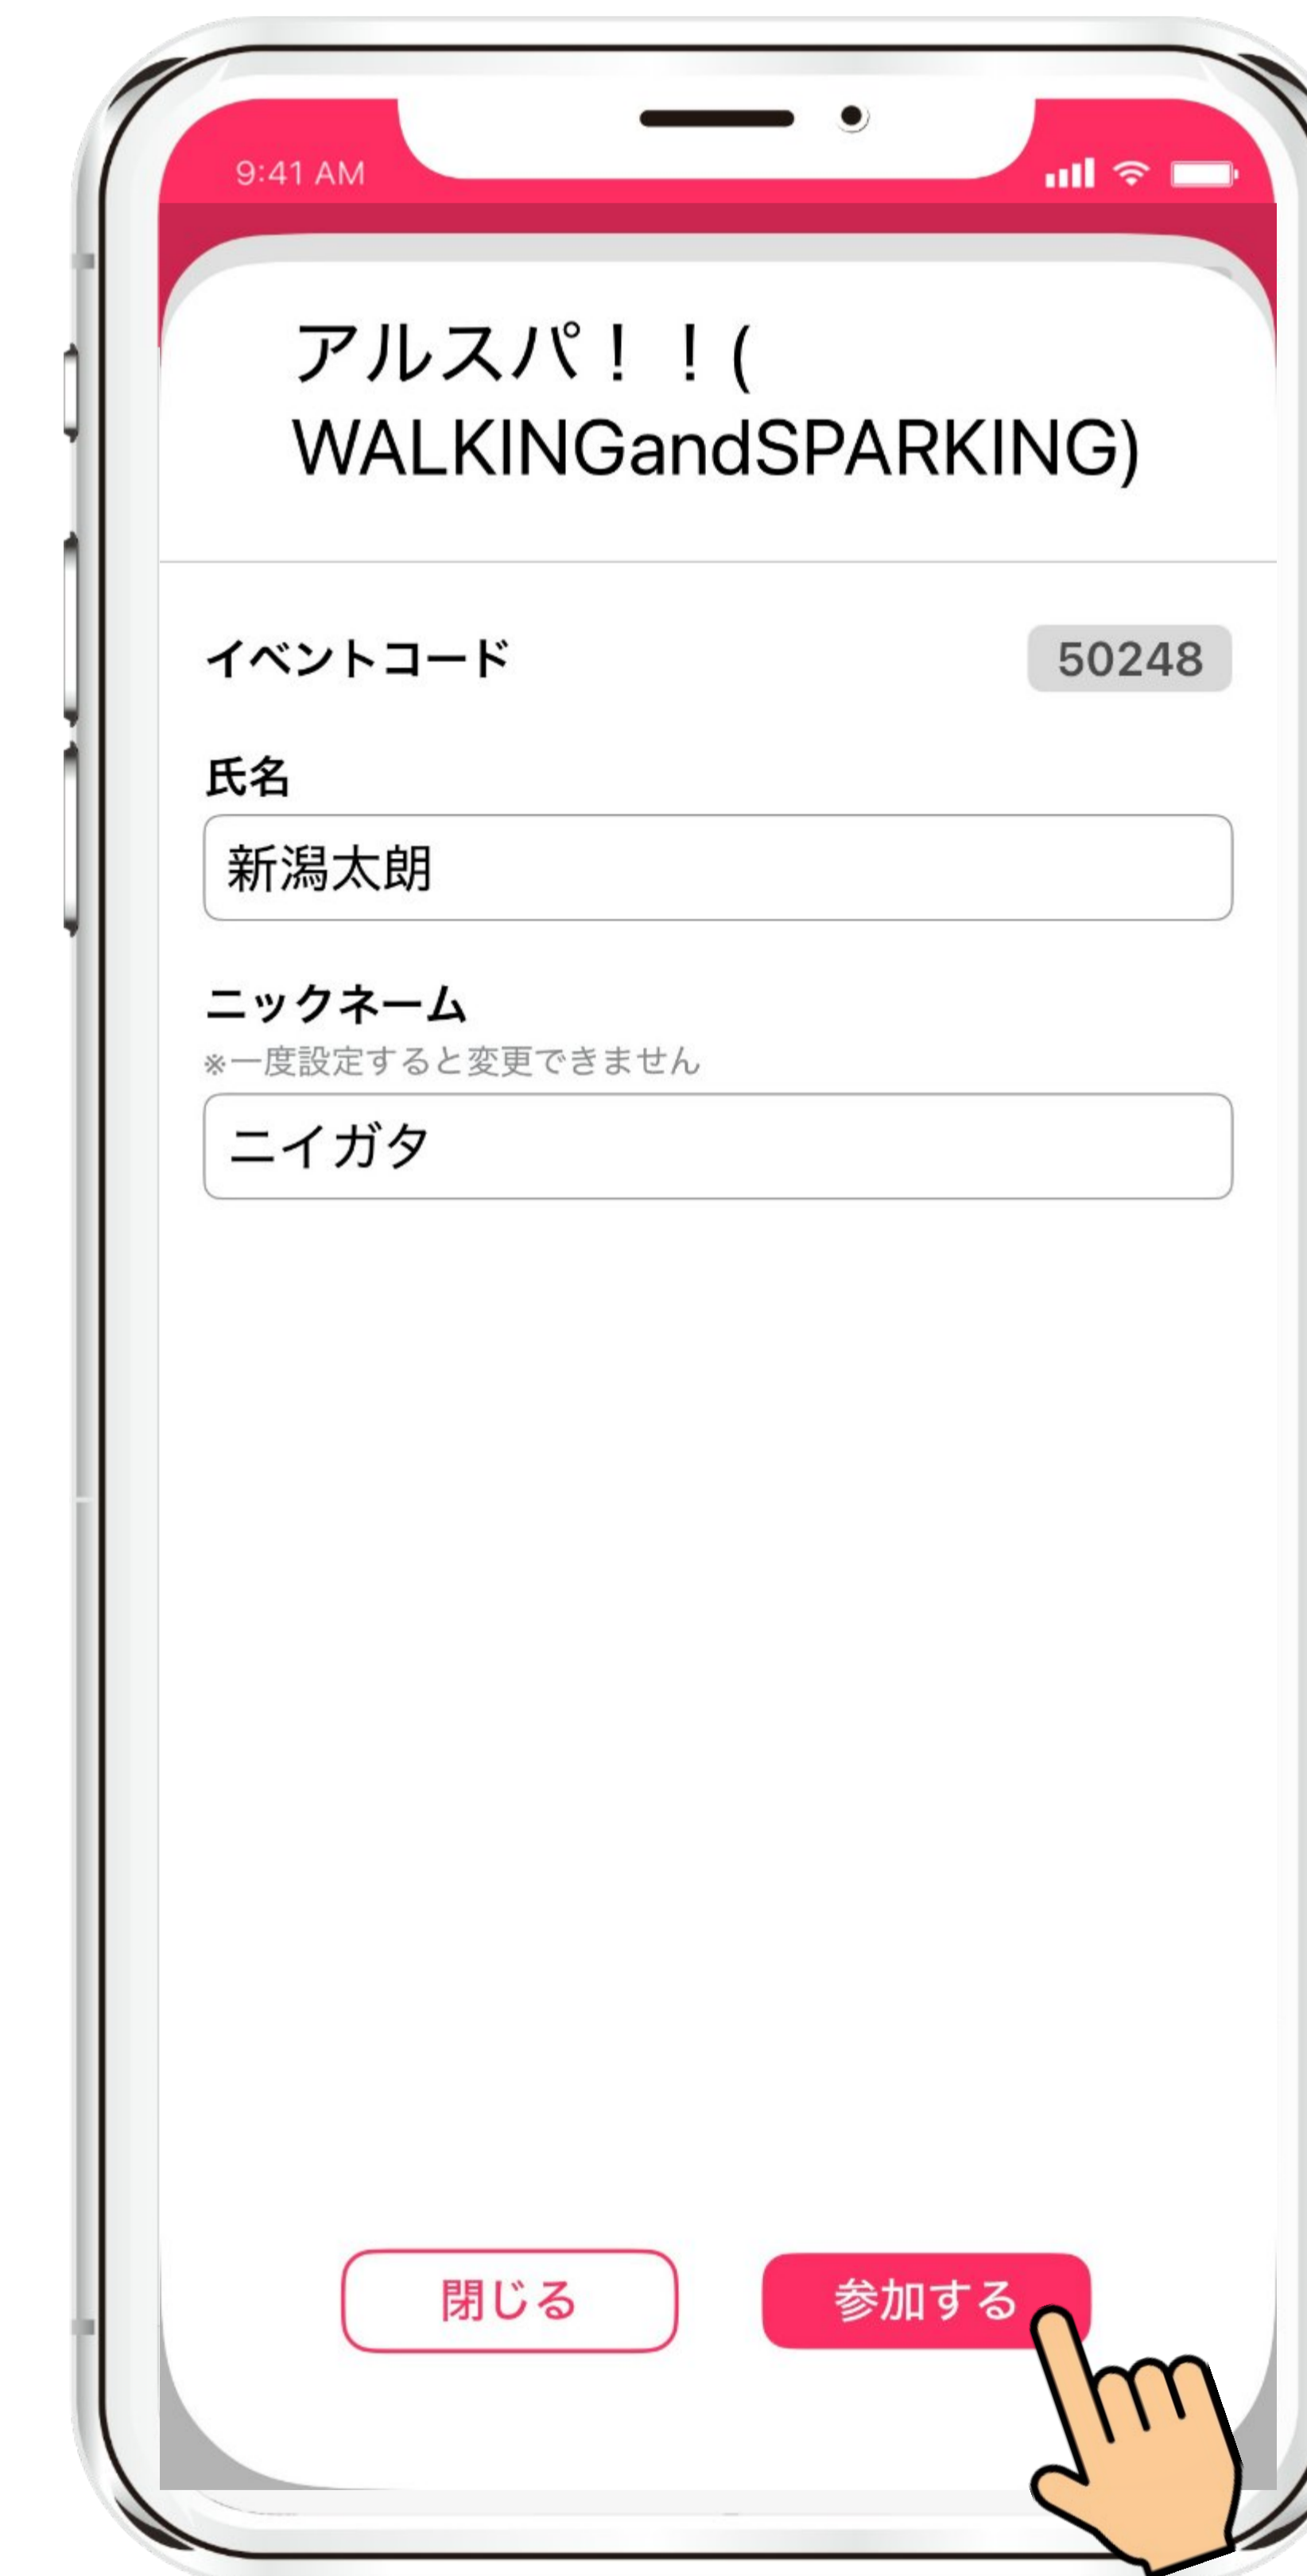 9:41 AM
アルスパ！！(
WALKINGandSPARKING)
イベントコード
50248
氏名
新潟太朗
ニックネーム
※一度設定すると変更できません
ニイガタ
閉じる
参加する